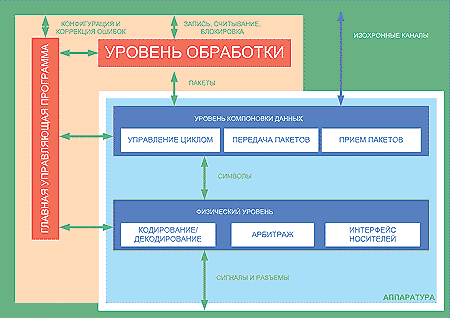 КОНФИГУРАЦИЯ И
КОРРЕКЦИЯ ОШИБОК
ЗАПИСЬ, СЧИТЫВАНИЕ,
БЛОКИРОВКА
ИЗОХРОННЫЕ КАНАЛЫ
ГЛАВНАЯ УПРАВЛЯЮЩАЯ ПРОГРАММА
УРОВЕНЬ ОБРАБОТКИ
ПАКЕТЫ
УРОВЕНЬ КОМПОНОВКИ ДАННЫХ
УПРАВЛЕНИЕ ЦИКЛОМ
ПЕРЕДАЧА ПАКЕТОВ
ПРИЕМ ПАКЕТОВ
СИМВОЛЫ
ФИЗИЧЕСКИЙ УРОВЕНЬ
КОДИРОВАНИЕ/
ДЕКОДИРОВАНИЕ
АРБИТРАЖ
ИНТЕРФЕЙС
НОСИТЕЛЕЙ
СИГНАЛЫ И РАЗЪЕМЫ
АППАРАТУРА